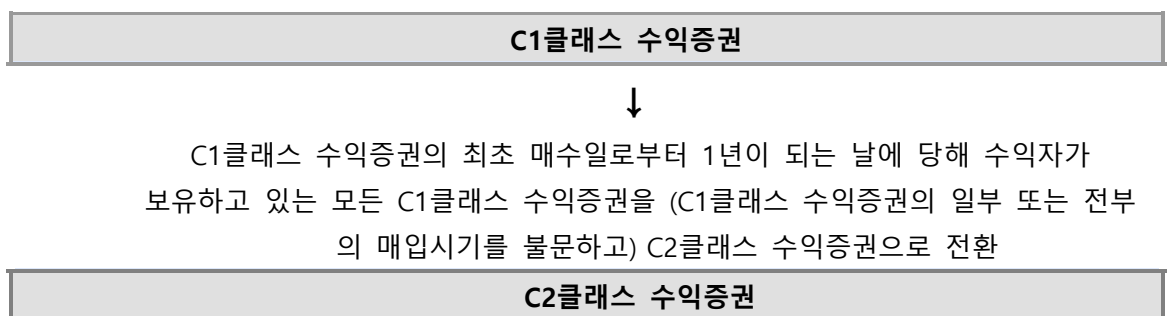 C1클래스 수익증권
↓
C1클래스 수익증권의 최초 매수일로부터 1년이 되는 날에 당해 수익자가
보유하고 있는 모든 C1클래스 수익증권을 (C1클래스 수익증권의 일부 또는 전부
의 매입시기를 불문하고) C2클래스 수익증권으로 전환
C2클래스 수익증권